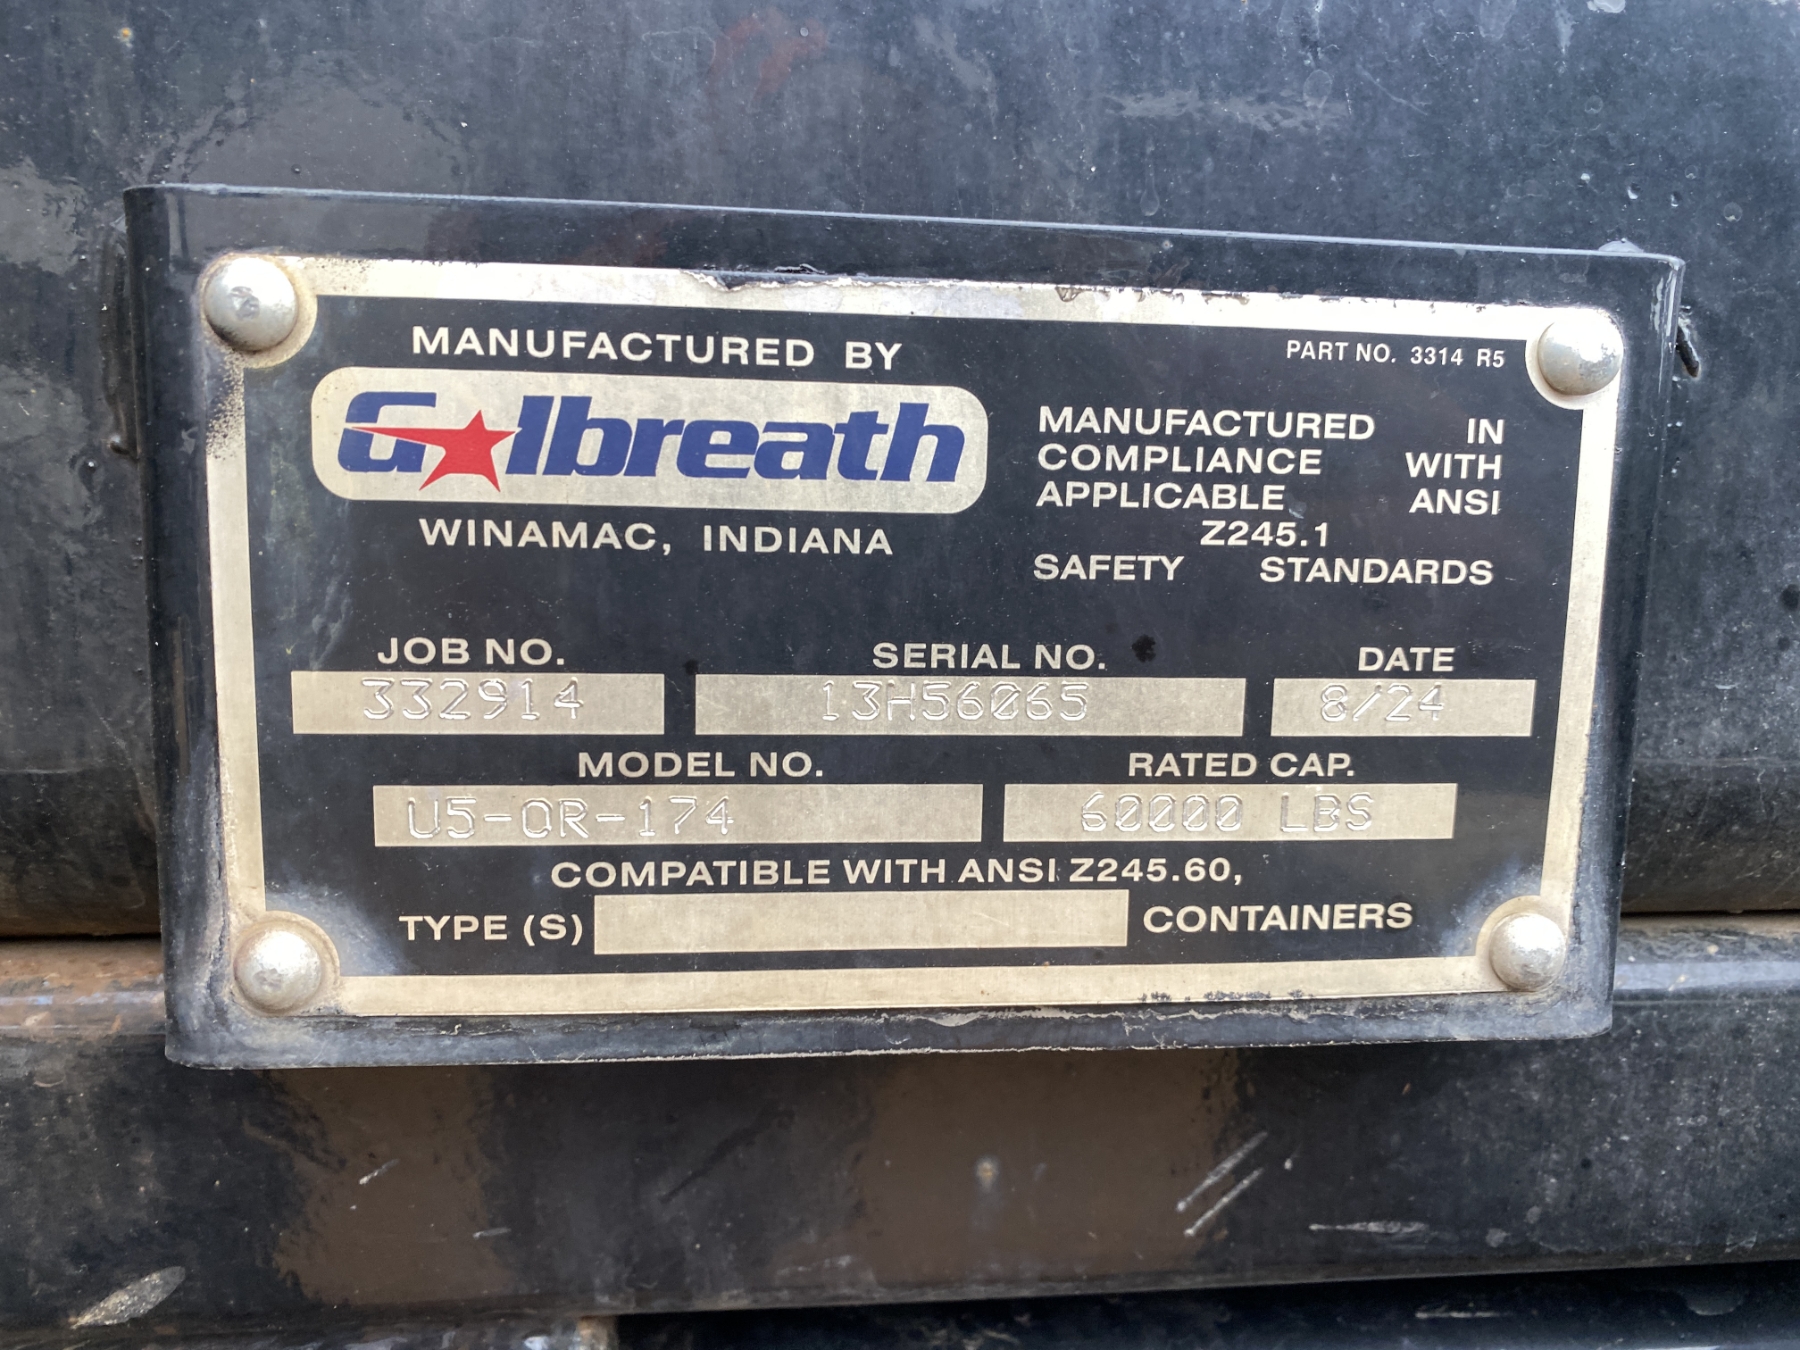 MANUFACTURED BY
Galbreath
WINAMAC, INDIANA
PART NO. 3314 R5
MANUFACTURED IN
COMPLIANCE WITH
APPLICABLE ANSI
Z245.1
SAFETY STANDARDS
JOB NO. SERIAL NO. DATE
332914 13H56065 8/24
MODEL NO. RATED CAP.
U5-OR-174 60000 LBS
COMPATIBLE WITH ANSI Z245.60,
TYPE (S) CONTAINERS